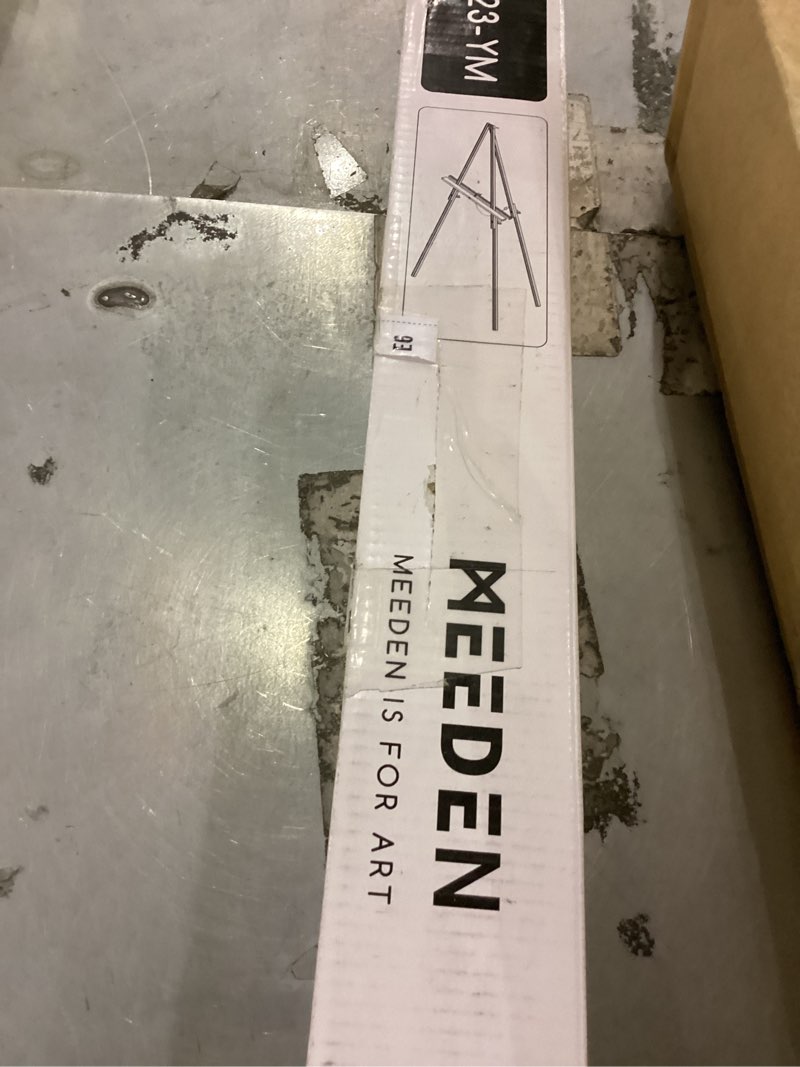 23-YM
93
MEEDEN
MEEDEN IS FOR ART